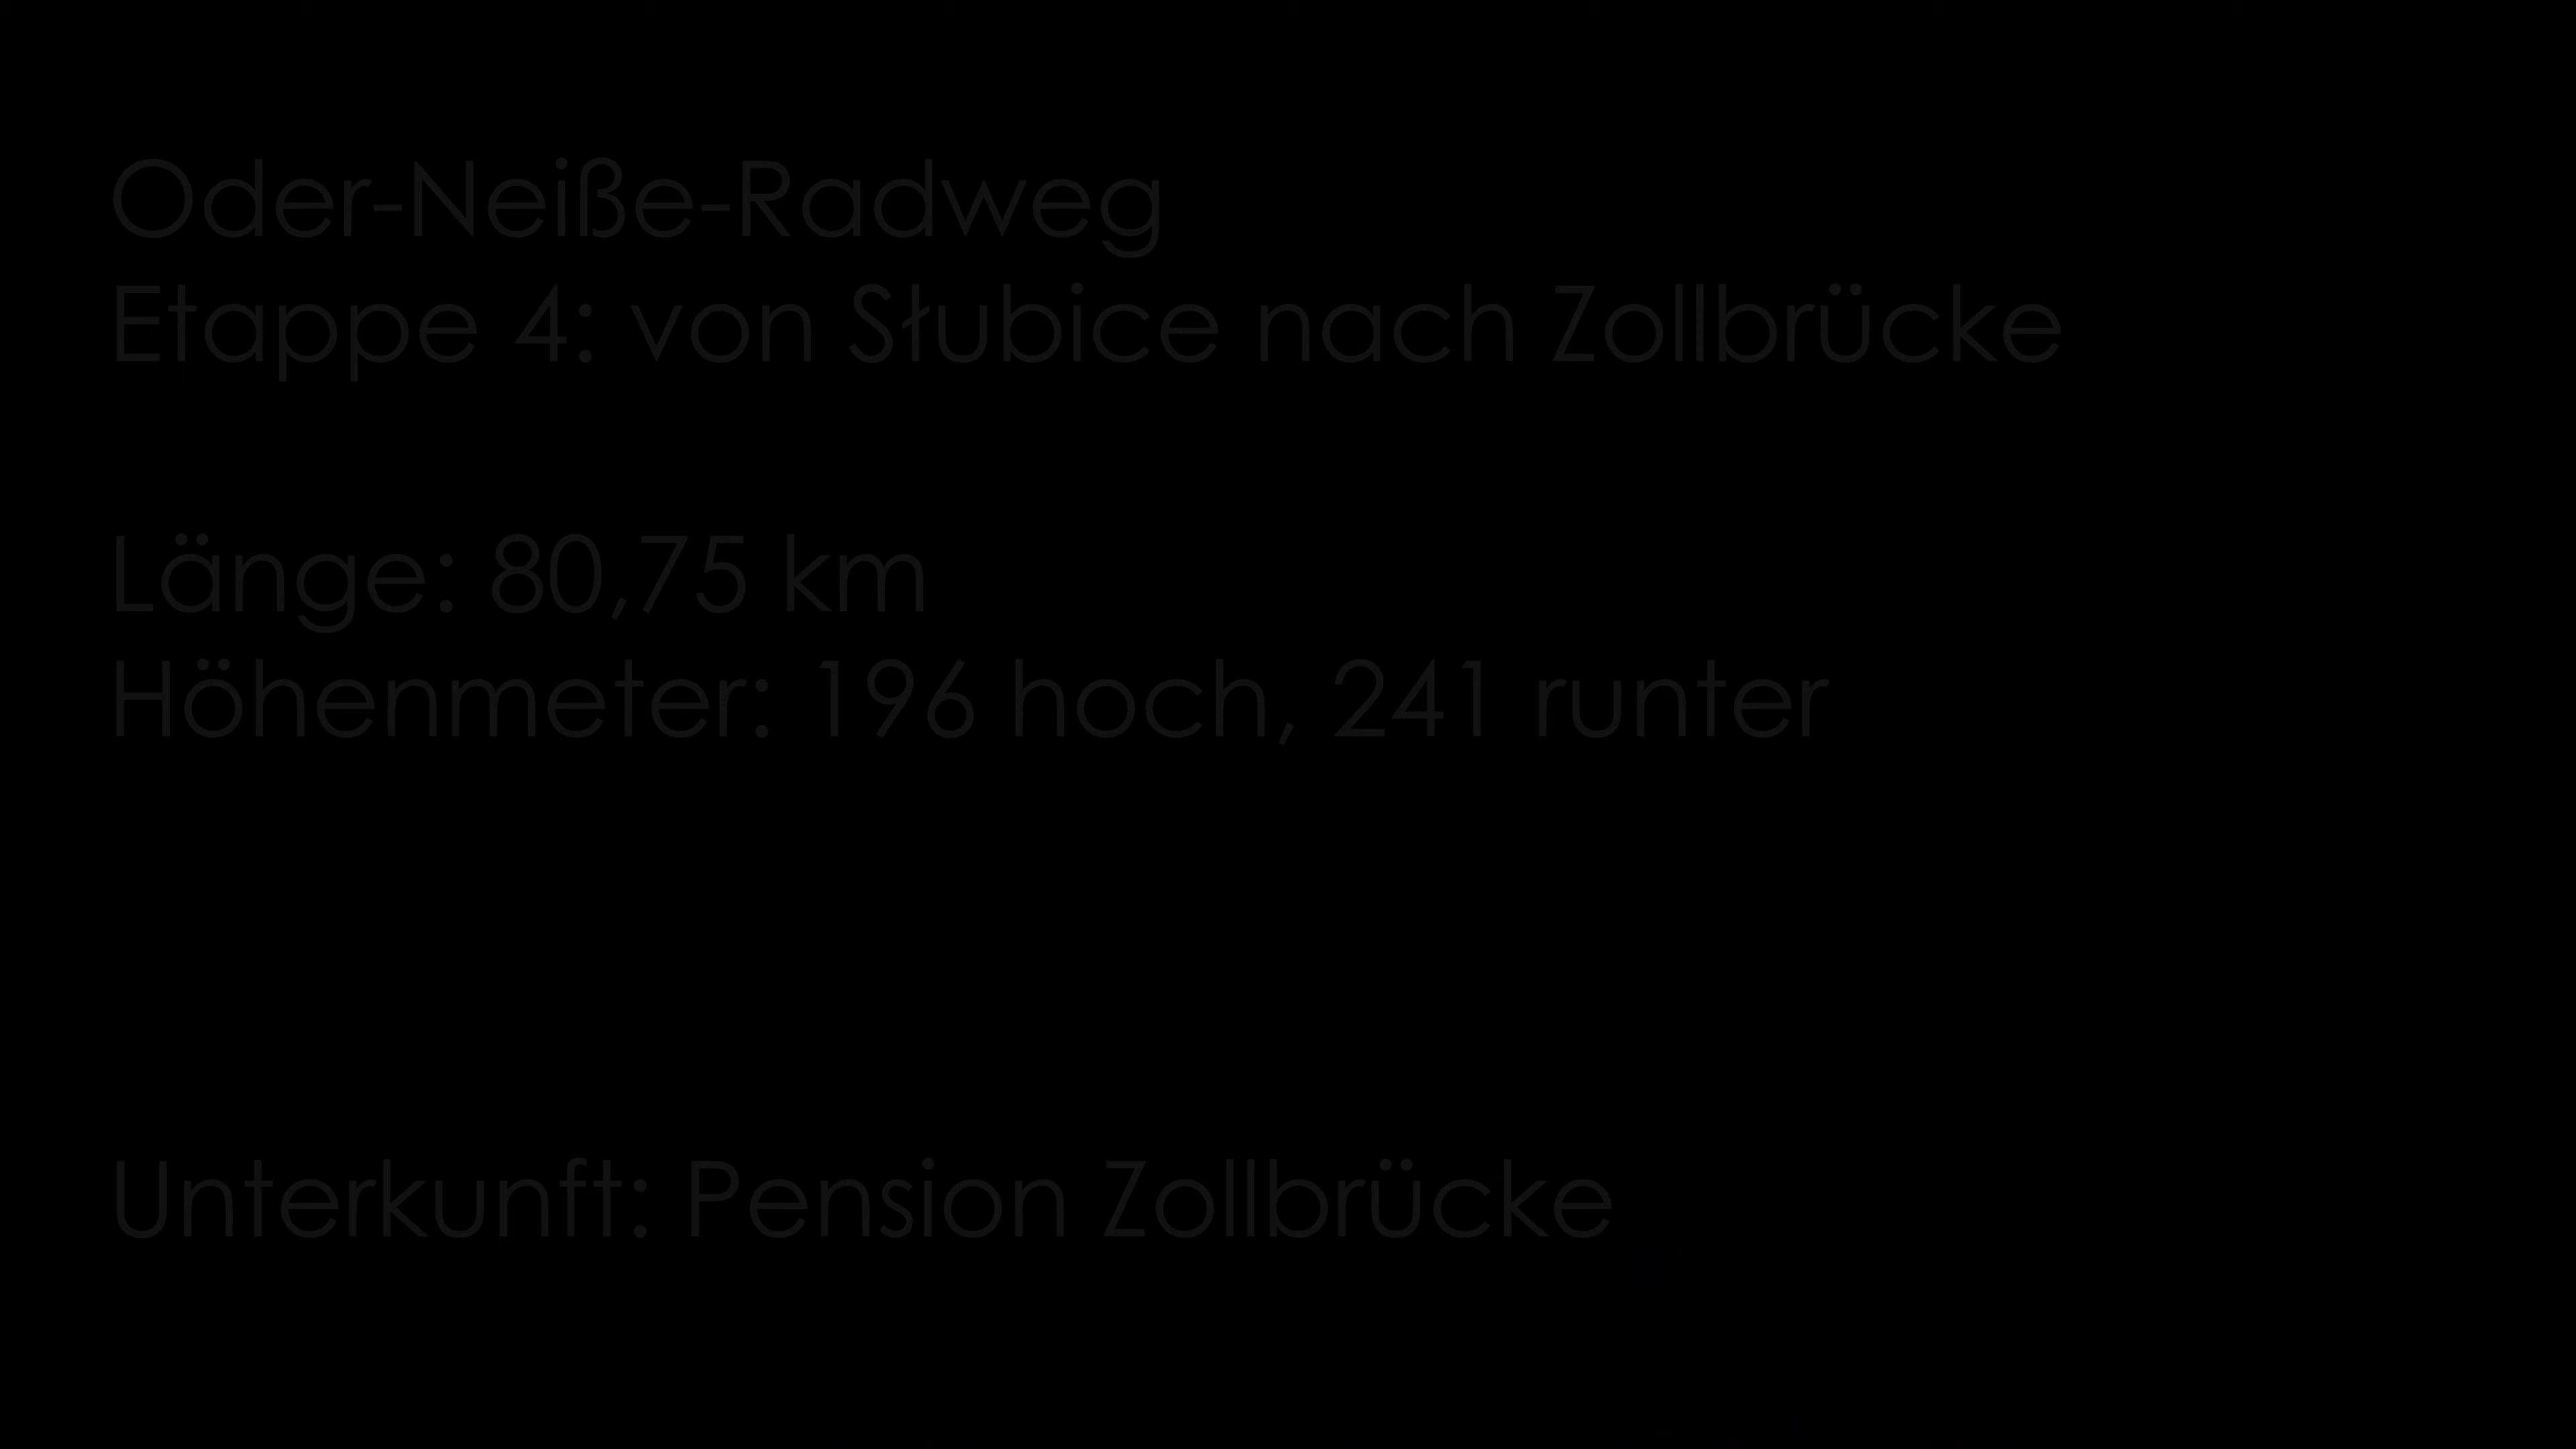 Oder-Neiße-Radweg
Etappe 4: von Słubice nach Zollbrücke
Länge: 80,75 km
Höhenmeter: 196 hoch, 241 runter
Unterkunft: Pension Zollbrücke